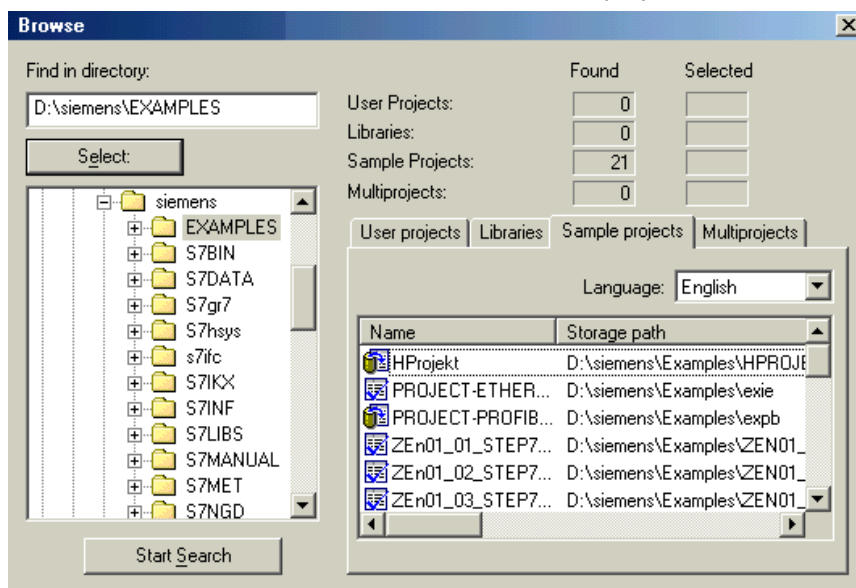 Browse
Find in directory:
D:\siemens\EXAMPLES
Select:
siemens
EXAMPLES
S7BIN
S7DATA
S7gr7
S7hsys
s7ifc
S7IKX
S7INF
S7LIBS
S7MANUAL
S7MET
S7NGD
Start Search
Found Selected
User Projects: 0
Libraries: 0
Sample Projects: 21
Multiprojects: 0
User projects Libraries Sample projects Multiprojects
Language: English
Name Storage path
HProjekt D:\siemens\Examples\HPROJE
PROJECT-ETHER... D:\siemens\Examples\exie
PROJECT-PROFIB... D:\siemens\Examples\expb
ZEn01_01_STEP7... D:\siemens\Examples\ZEN01_
ZEn01_02_STEP7... D:\siemens\Examples\ZEN01_
ZEn01_03_STEP7... D:\siemens\Examples\ZEN01_